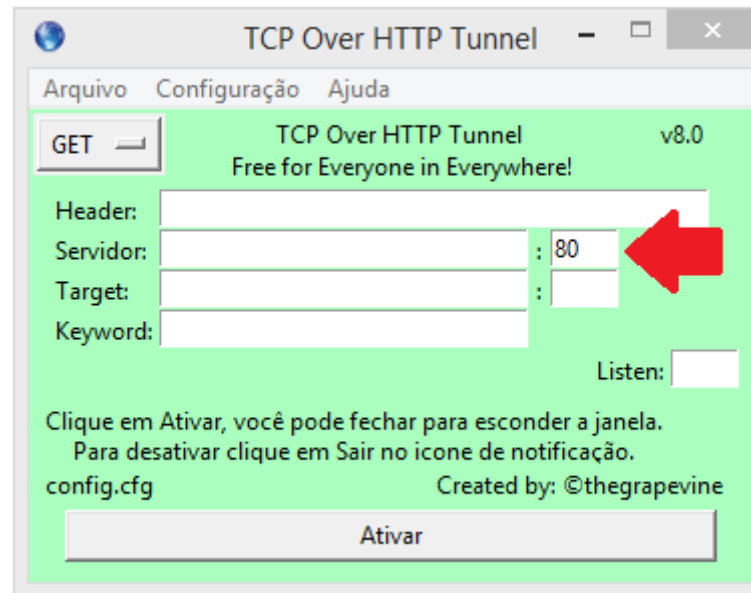 TCP Over HTTP Tunnel
Arquivo Configuração Ajuda
GET TCP Over HTTP Tunnel v8.0
Free for Everyone in Everywhere!
Header:
Servidor: : 80
Target: :
Keyword:
Listen:
Clique em Ativar, você pode fechar para esconder a janela.
Para desativar clique em Sair no icone de notificação.
config.cfg Created by: ©thegrapevine
Ativar